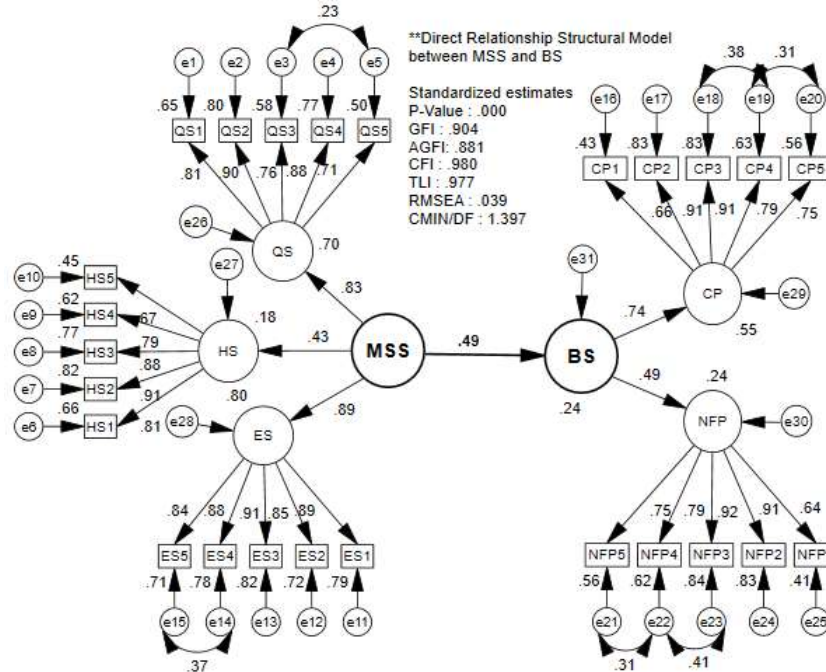 .23
**Direct Relationship Structural Model
between MSS and BS
e1 e2 e3 e4 e5
.38 .31
e16 e17 e18 e19 e20
Standardized estimates
P-Value : .000
GFI : .904
AGFI: .881
CFI : .980
TLI : .977
RMSEA : .039
CMIN/DF : 1.397
.65 .80 .58 .77 .50
QS1 QS2 QS3 QS4 QS5
.43 .83 .83 .63 .56
CP1 CP2 CP3 CP4 CP5
.81 .90 .76 .88 .71
.66 .91 .91 .79 .75
e26
QS .70
e31
e27
e10 .45 HS5
CP e29
.55
.83
.74
e9 .62 HS4
.67
.18
e8 .77 HS3
.79
HS
.43
MSS
.49
BS
.24
e7 .82 HS2
.88
e6 .66 HS1
.91
.81
.80
.89
.49
.24
e28
ES
NFP
e30
.84 .88 .91 .85 .89
.75 .79 .92 .91 .64
ES5 ES4 ES3 ES2 ES1
NFP5 NFP4 NFP3 NFP2 NFP
.71 .78 .82 .72 .79
.56 .62 .84 .83 .41
e15 e14 e13 e12 e11
e21 e22 e23 e24 e25
.37
.31 .41